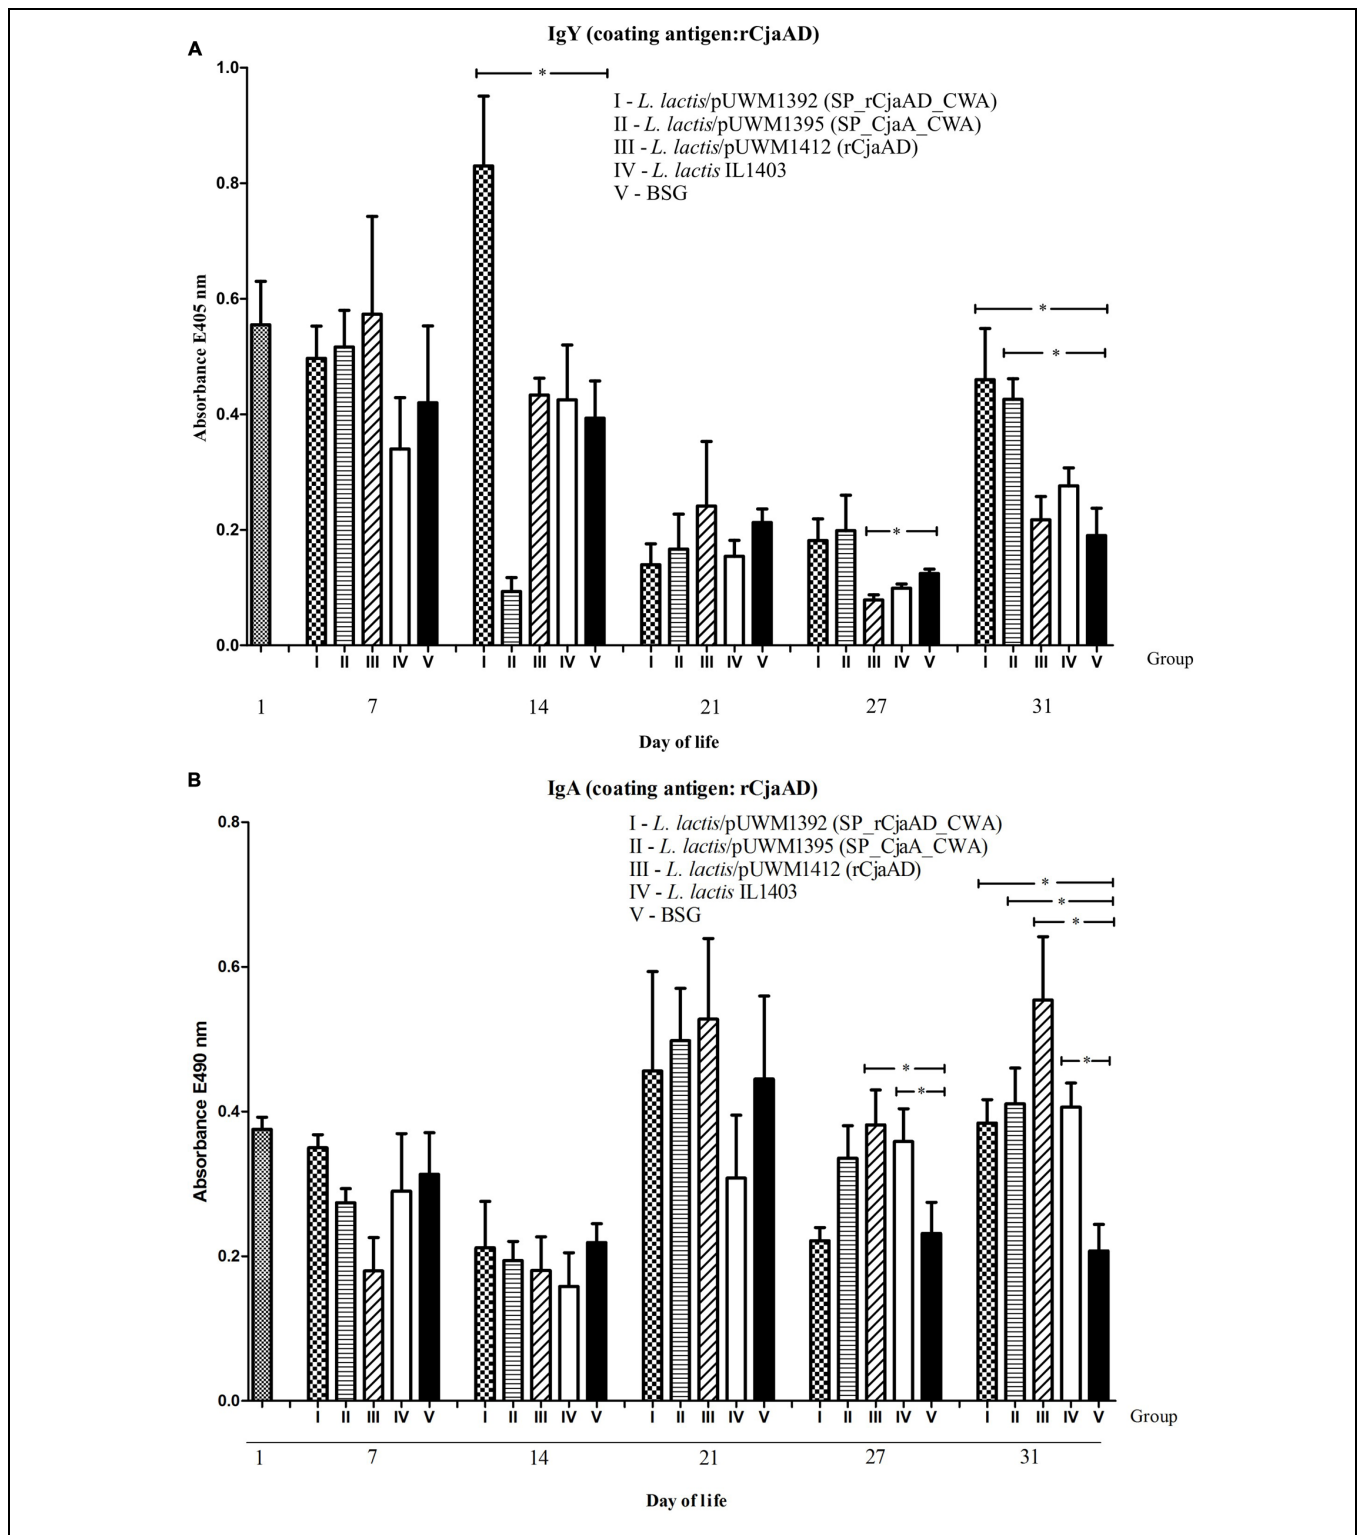 A
IgY (coating antigen:rCjaAD)
1.0
*
I - L. lactis/pUWM1392 (SP_rCjaAD_CWA)
II - L. lactis/pUWM1395 (SP_CjaA_CWA)
III - L. lactis/pUWM1412 (rCjaAD)
IV - L. lactis IL1403
V - BSG
0.8
0.6
*
*
Absorbance E405 nm
0.4
*
0.2
0.0
I II III IV V I II III IV V I II III IV V I II III IV V I II III IV V
Group
1 7 14 21 27 31
Day of life
B
IgA (coating antigen: rCjaAD)
0.8
I - L. lactis/pUWM1392 (SP_rCjaAD_CWA)
II - L. lactis/pUWM1395 (SP_CjaA_CWA)
III - L. lactis/pUWM1412 (rCjaAD)
IV - L. lactis IL1403
V - BSG
*
*
*
0.6
*
*
*
Absorbance E490 nm
0.4
0.2
0.0
I II III IV V I II III IV V I II III IV V I II III IV V I II III IV V
Group
1 7 14 21 27 31
Day of life